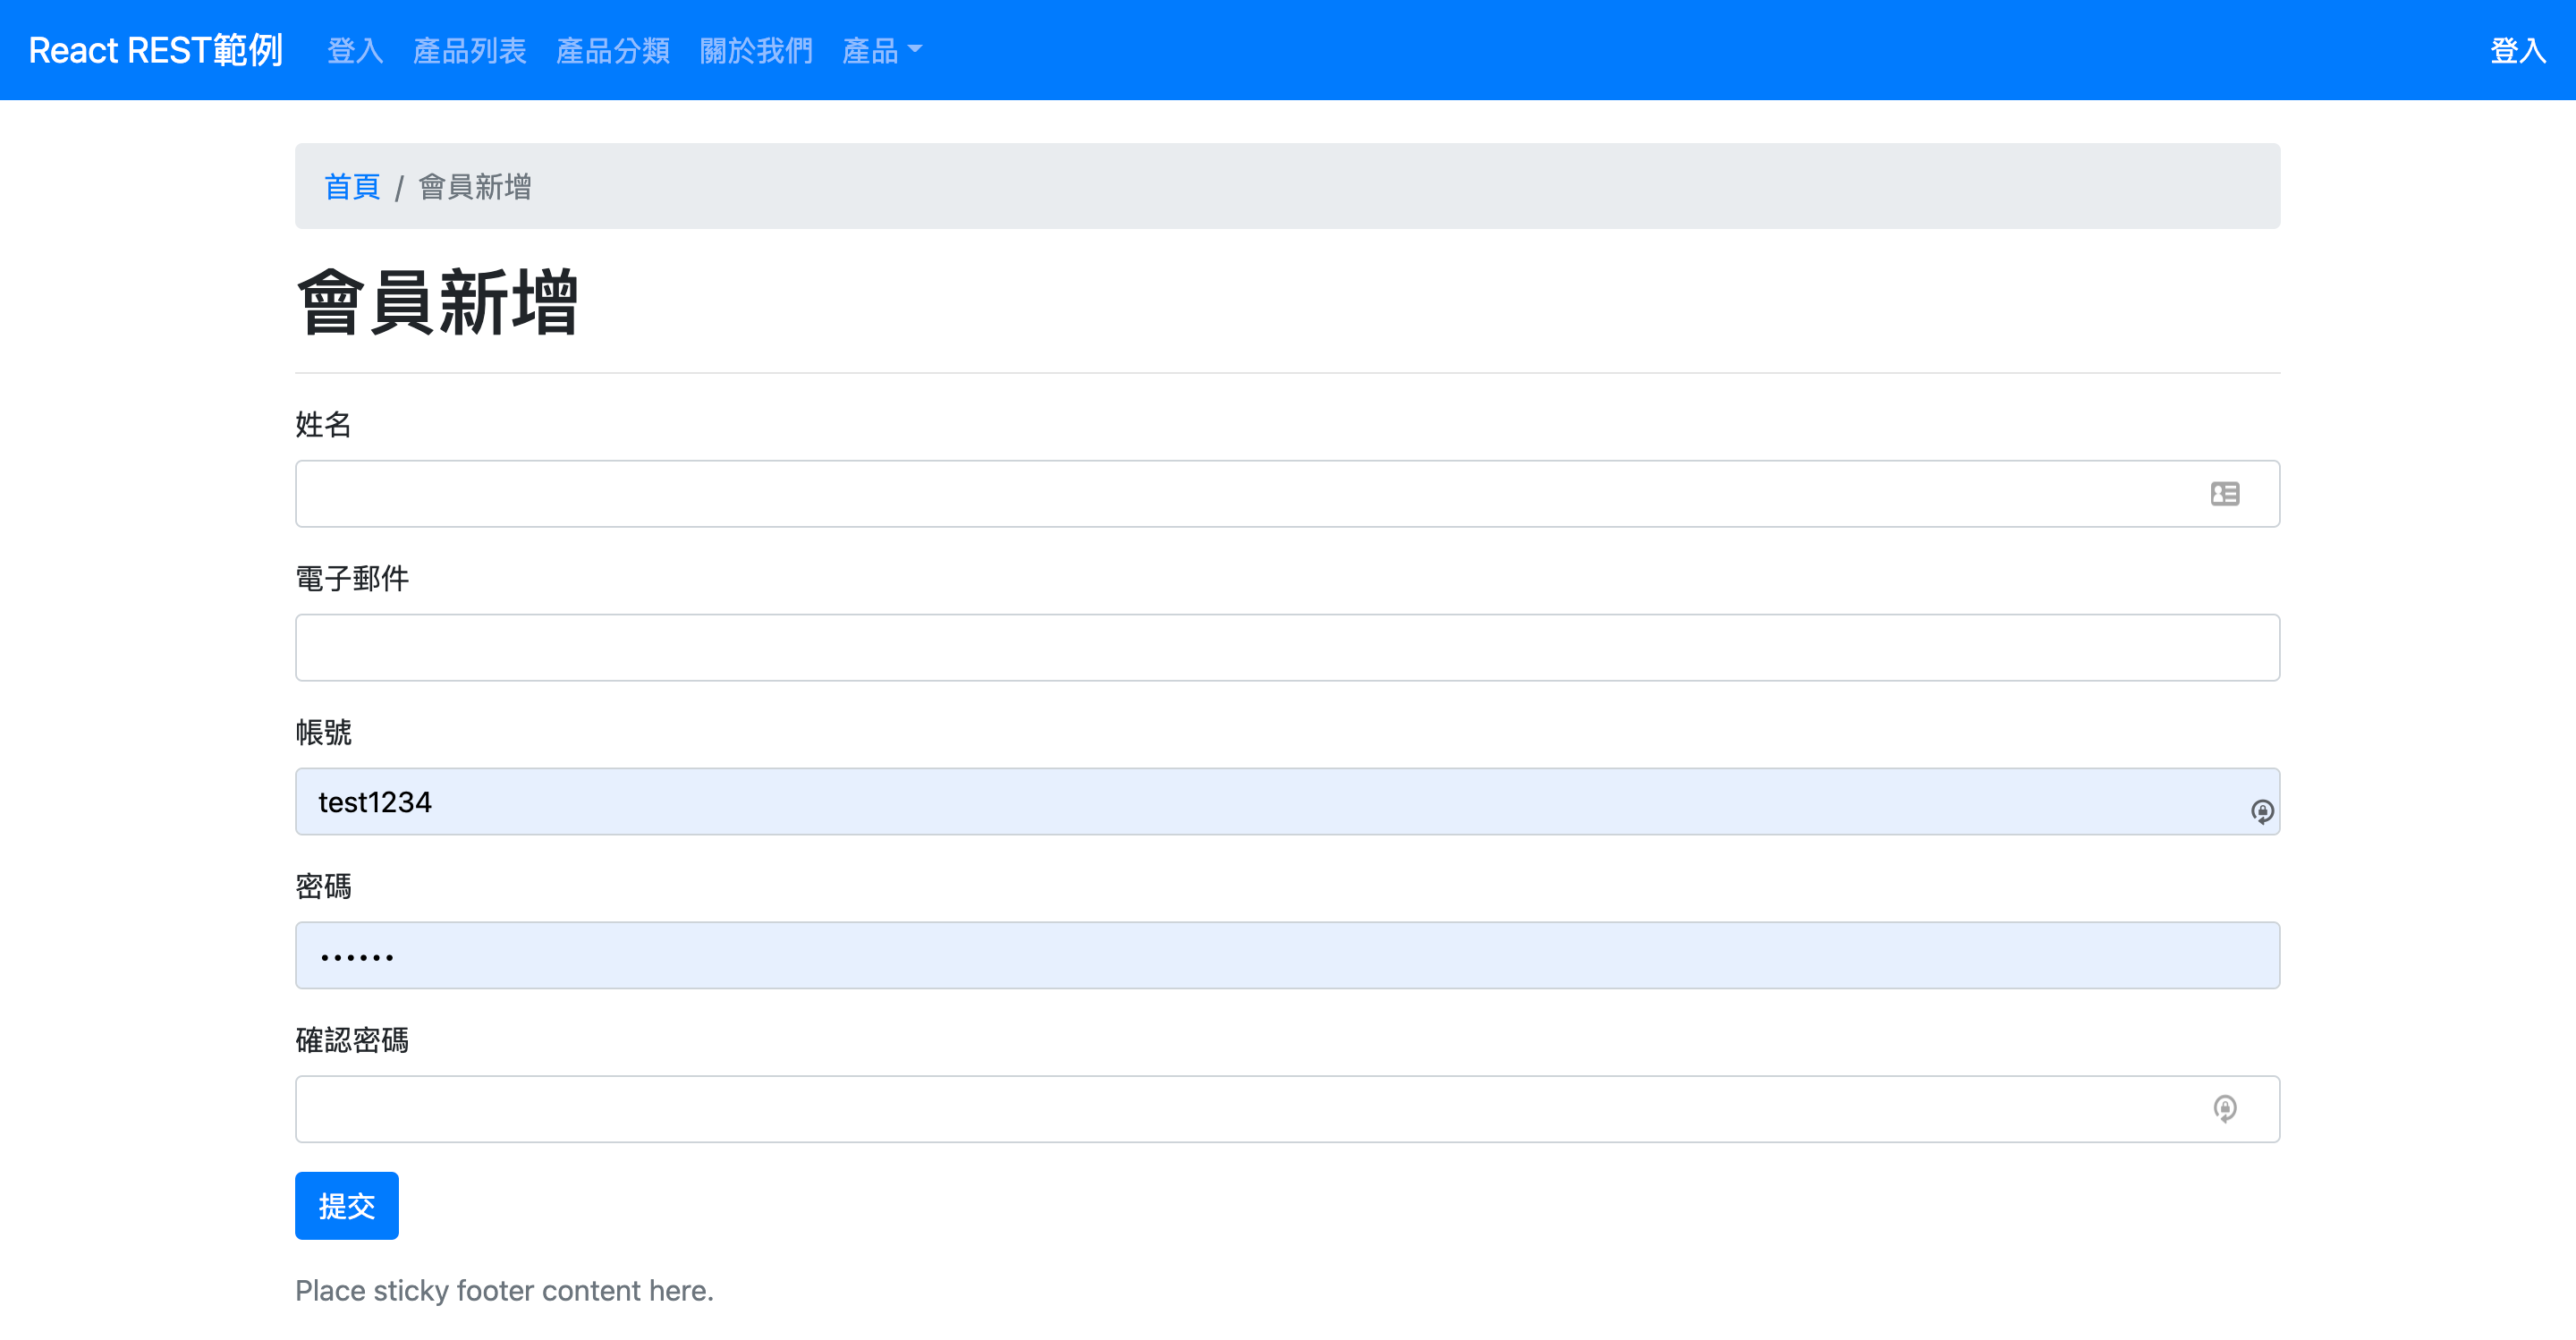 React REST範例 登入 產品列表 產品分類 關於我們 產品 登入
首頁 / 會員新增
會員新增
姓名
電子郵件
帳號
test1234
密碼
••••••
確認密碼
提交
Place sticky footer content here.